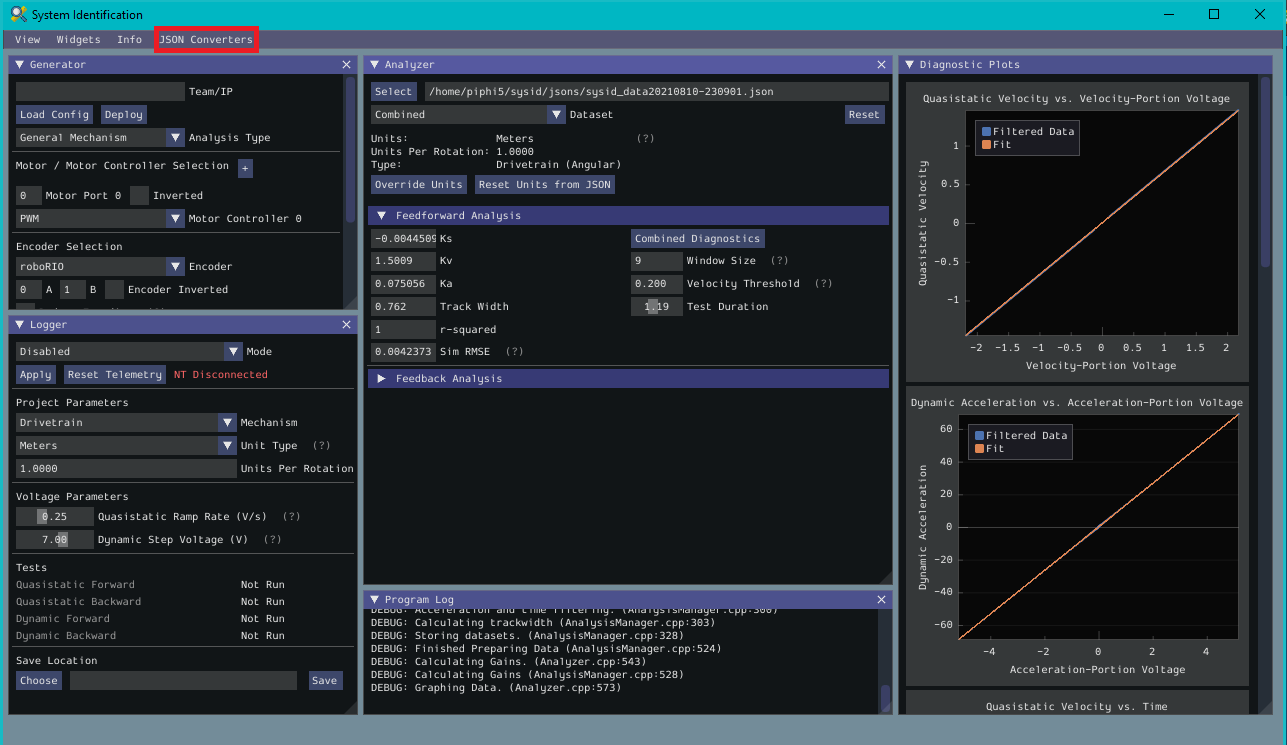 System Identification
View Widgets Info JSON Converters
Generator
Team/IP
Load Config Deploy
General Mechanism Analysis Type
Motor / Motor Controller Selection +
0 Motor Port 0 Inverted
PWM Motor Controller 0
Encoder Selection
roboRIO Encoder
0 A 1 B Encoder Inverted
Logger
Disabled Mode
Apply Reset Telemetry NT Disconnected
Project Parameters
Drivetrain Mechanism
Meters Unit Type (?)
1.0000 Units Per Rotation
Voltage Parameters
0.25 Quasistatic Ramp Rate (V/s) (?)
7.00 Dynamic Step Voltage (V) (?)
Tests
Quasistatic Forward Not Run
Quasistatic Backward Not Run
Dynamic Forward Not Run
Dynamic Backward Not Run
Save Location
Choose Save
Analyzer
Select /home/piphi5/sysid/jsons/sysid_data20210810-230901.json
Combined Dataset Reset
Units: Meters (?)
Units Per Rotation: 1.0000
Type: Drivetrain (Angular)
Override Units Reset Units from JSON
Feedforward Analysis
-0.0044509 Ks Combined Diagnostics
1.5009 Kv 9 Window Size (?)
0.075056 Ka 0.200 Velocity Threshold (?)
0.762 Track Width 1.19 Test Duration
1 r-squared
0.0042373 Sim RMSE (?)
Feedback Analysis
Program Log
DEBUG: Acceleration and time filtering. (AnalysisManager.cpp:300)
DEBUG: Calculating trackwidth (AnalysisManager.cpp:303)
DEBUG: Storing datasets. (AnalysisManager.cpp:328)
DEBUG: Finished Preparing Data (AnalysisManager.cpp:524)
DEBUG: Calculating Gains. (Analyzer.cpp:543)
DEBUG: Calculating Gains (AnalysisManager.cpp:528)
DEBUG: Graphing Data. (Analyzer.cpp:573)
Diagnostic Plots
Quasistatic Velocity vs. Velocity-Portion Voltage
Filtered Data
Fit
Quasistatic Velocity
1
0.5
0
-0.5
-1
-2 -1.5 -1 -0.5 0 0.5 1 1.5 2
Velocity-Portion Voltage
Dynamic Acceleration vs. Acceleration-Portion Voltage
Filtered Data
Fit
Dynamic Acceleration
60
40
20
0
-20
-40
-60
-4 -2 0 2 4
Acceleration-Portion Voltage
Quasistatic Velocity vs. Time